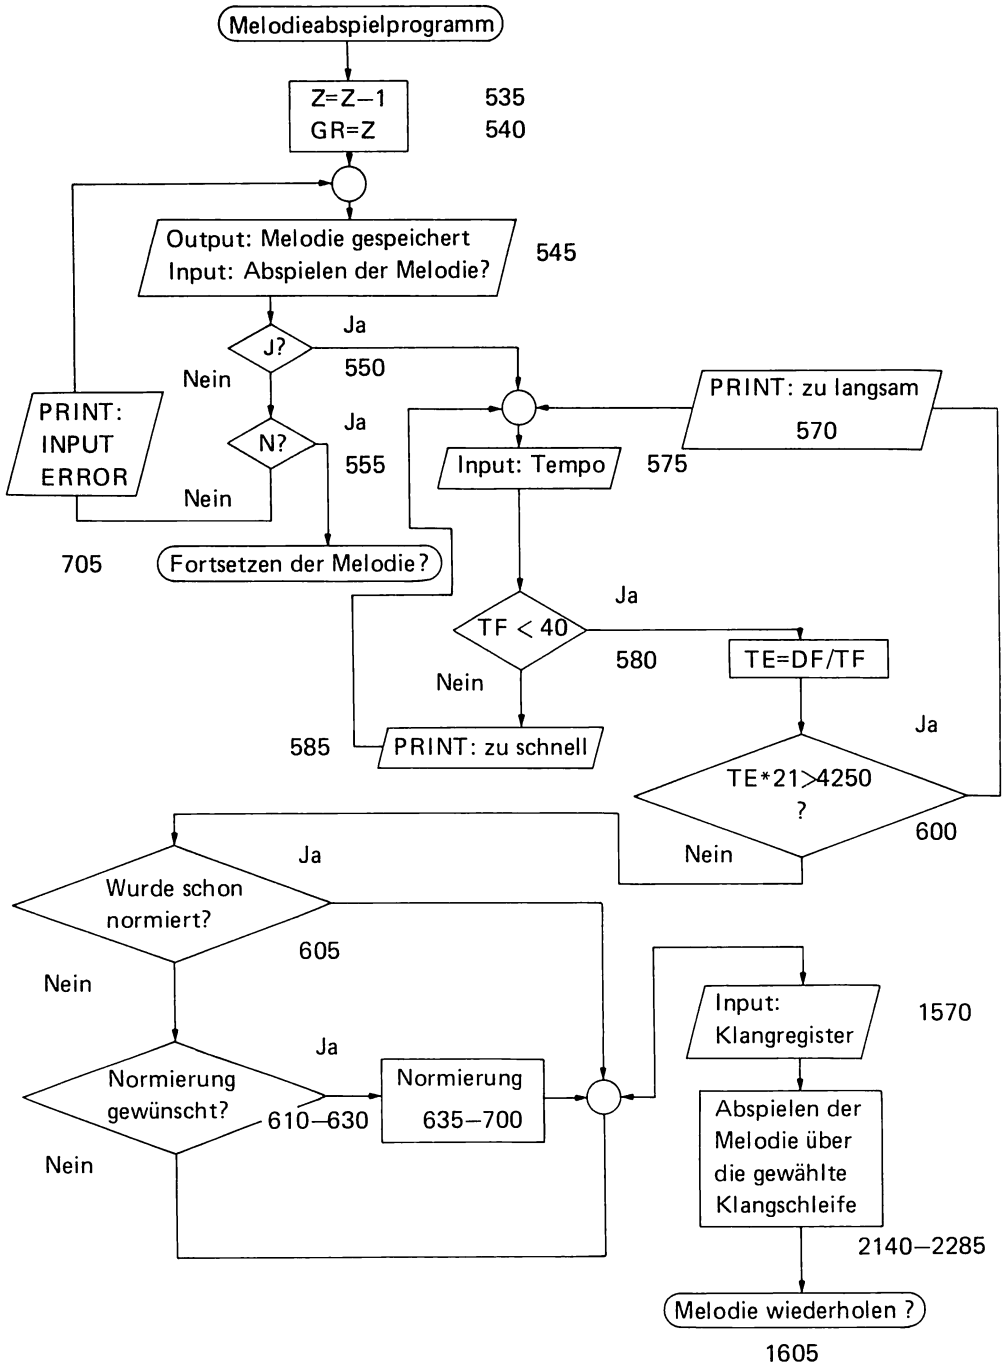 Melodieabspielprogramm
Z=Z−1
535
GR=Z
540
Output: Melodie gespeichert
Input: Abspielen der Melodie?
545
Ja
J?
550
Nein
PRINT:
INPUT
ERROR
Ja
N?
555
Nein
705
Fortsetzen der Melodie?
PRINT: zu langsam
570
Input: Tempo
575
Ja
TF < 40
580
Nein
TE=DF/TF
585
PRINT: zu schnell
Ja
TE*21>4250
?
600
Nein
Ja
Wurde schon
normiert?
605
Nein
Ja
Normierung
gewünscht?
610−630
Nein
Normierung
635−700
Input:
Klangregister
1570
Abspielen der
Melodie über
die gewählte
Klangschleife
2140−2285
Melodie wiederholen ?
1605